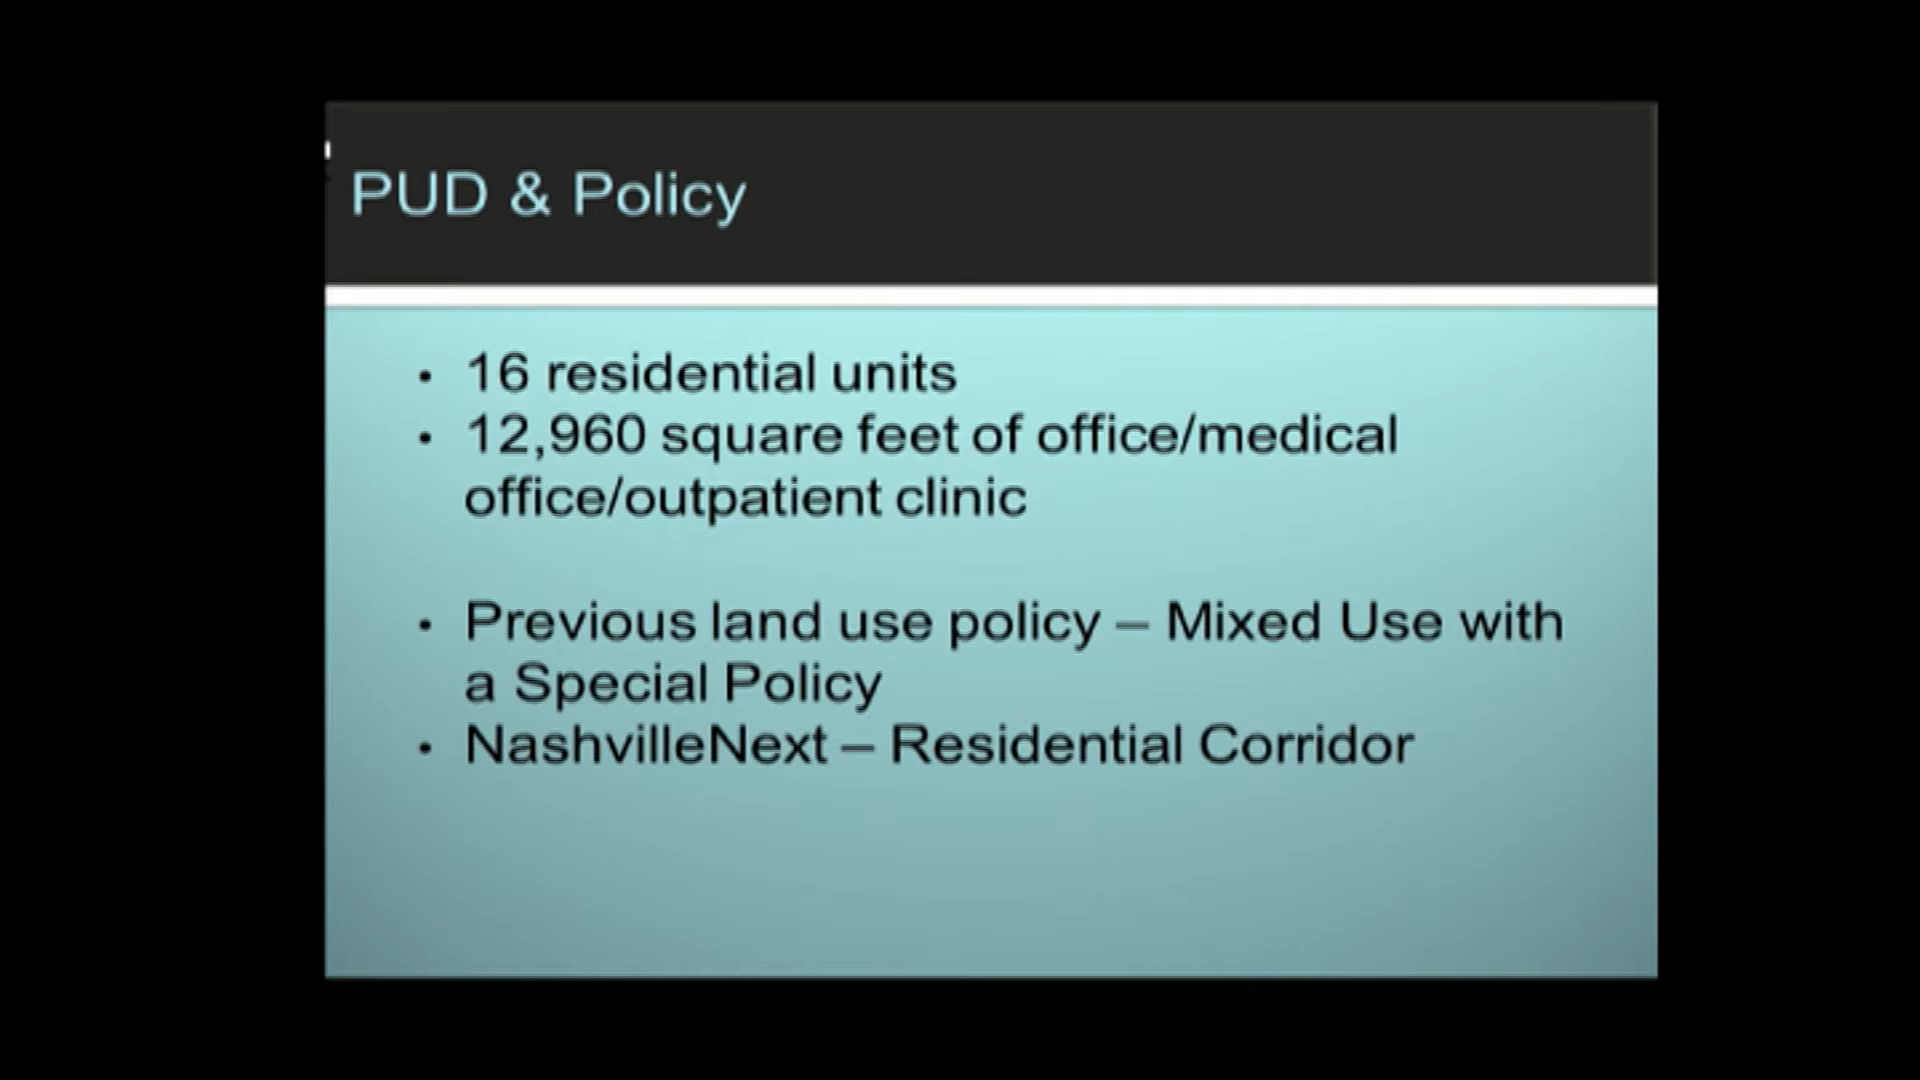 PUD & Policy
• 16 residential units
• 12,960 square feet of office/medical
office/outpatient clinic
• Previous land use policy – Mixed Use with
a Special Policy
• NashvilleNext – Residential Corridor